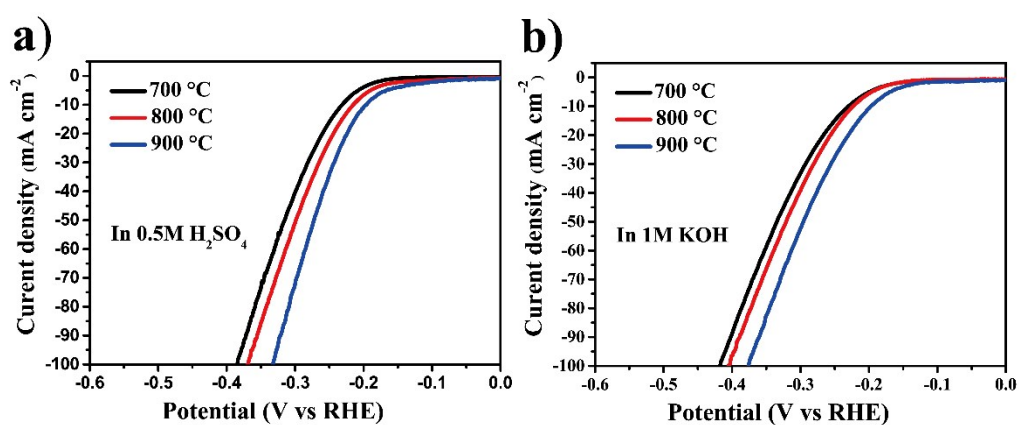 a)
0
-10
-20
-30
-40
-50
-60
-70
-80
-90
-100
Curent density (mA cm⁻²)
700 °C
800 °C
900 °C
In 0.5M H₂SO₄
-0.6 -0.5 -0.4 -0.3 -0.2 -0.1 0.0
Potential (V vs RHE)
b)
0
-10
-20
-30
-40
-50
-60
-70
-80
-90
-100
Curent density (mA cm⁻²)
700 °C
800 °C
900 °C
In 1M KOH
-0.6 -0.5 -0.4 -0.3 -0.2 -0.1 0.0
Potential (V vs RHE)